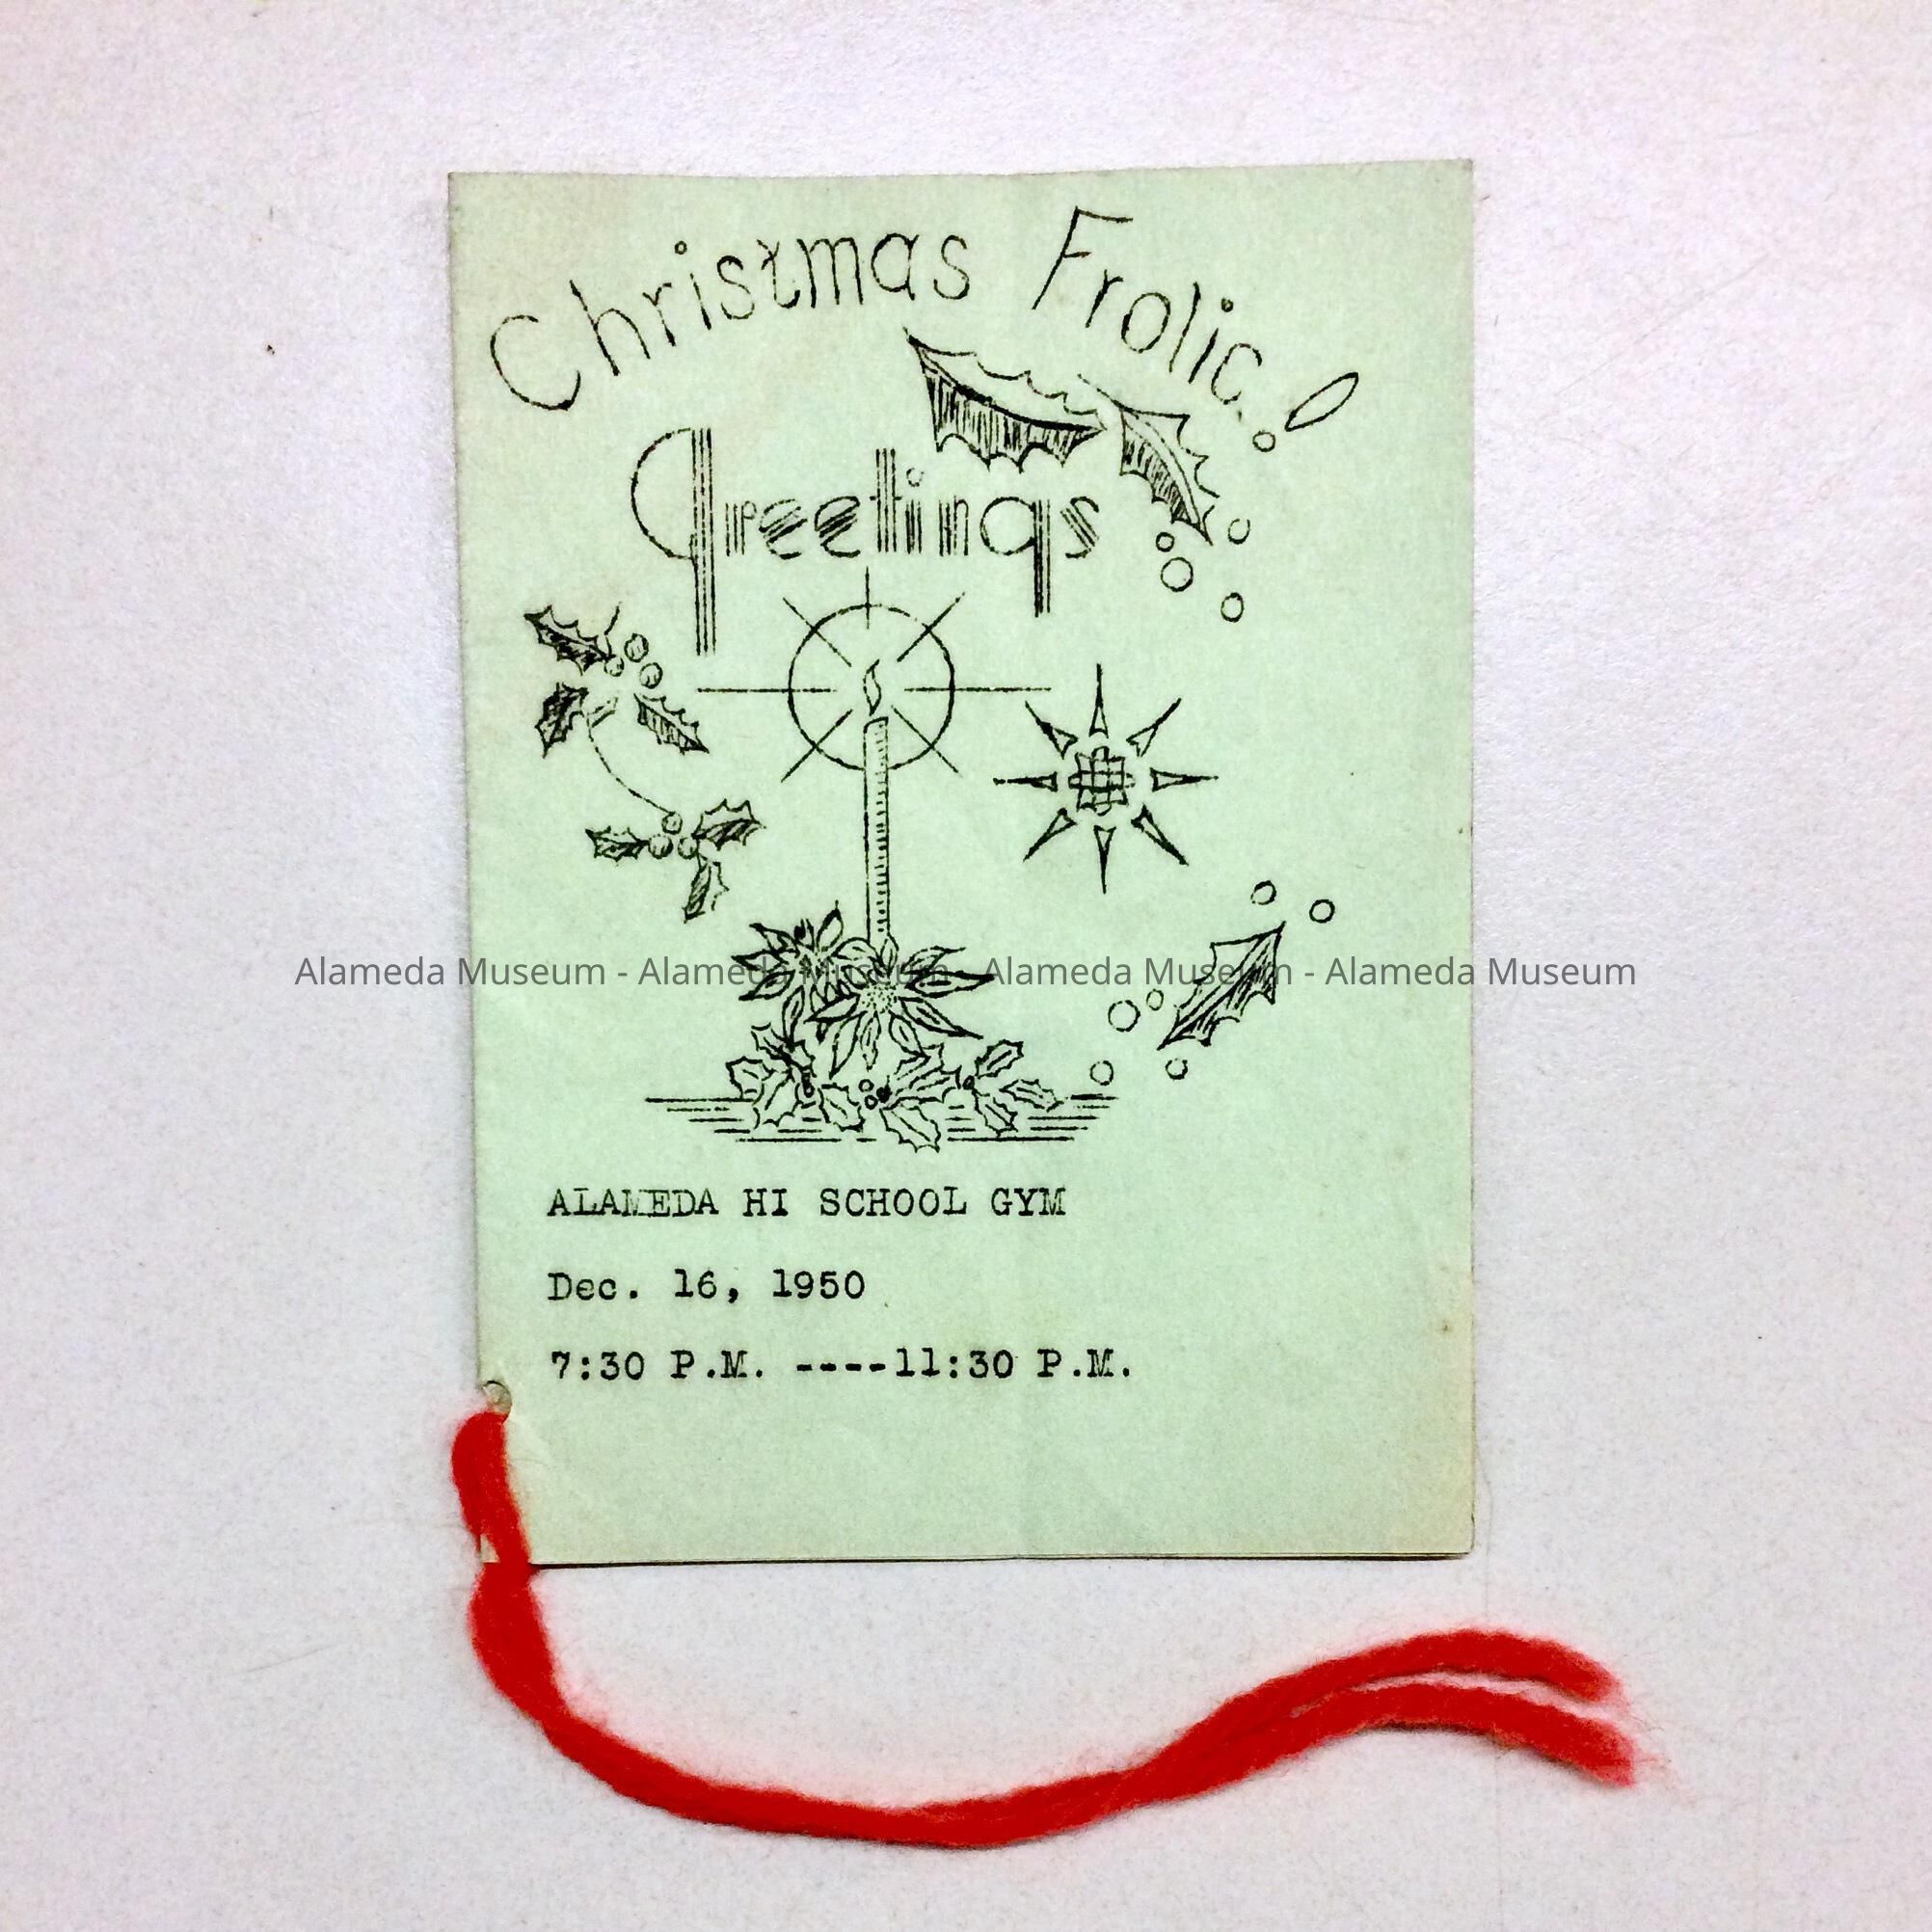 Christmas Frolic!
Greetings
Alameda Museum - Alameda Museum - Alameda Museum - Alameda Museum
ALAMEDA HI SCHOOL GYM
Dec. 16, 1950
7:30 P.M. ----11:30 P.M.